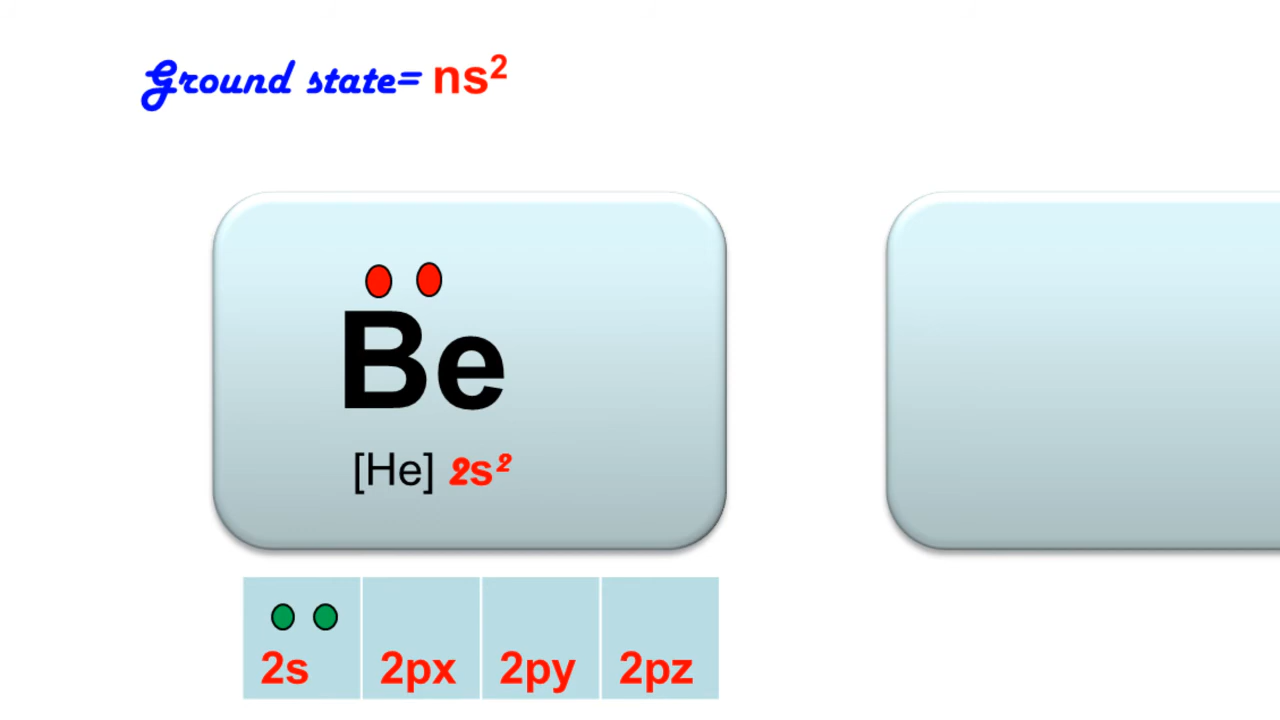 Ground state= ns²
Be
[He] 2s²
2s 2px 2py 2pz